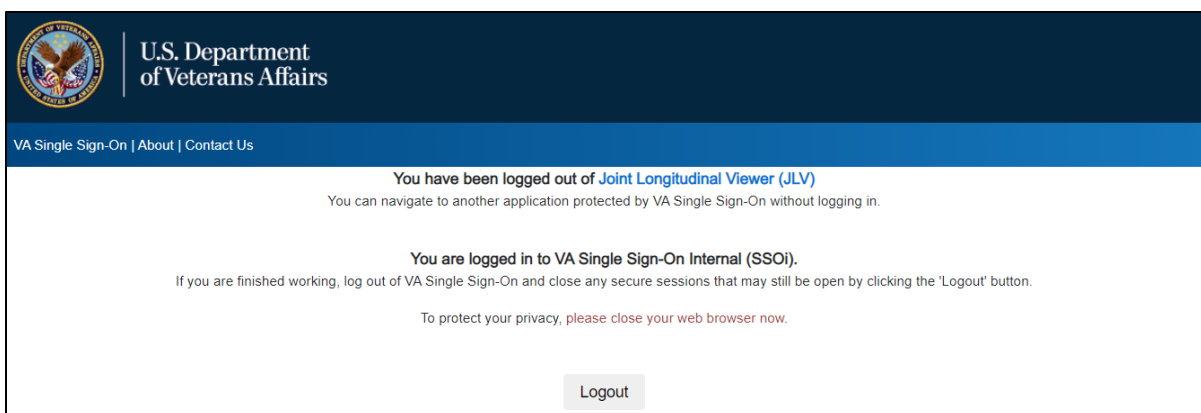 U.S. Department
of Veterans Affairs
VA Single Sign-On | About | Contact Us
You have been logged out of Joint Longitudinal Viewer (JLV)
You can navigate to another application protected by VA Single Sign-On without logging in.
You are logged in to VA Single Sign-On Internal (SSOi).
If you are finished working, log out of VA Single Sign-On and close any secure sessions that may still be open by clicking the 'Logout' button.
To protect your privacy, please close your web browser now.
Logout